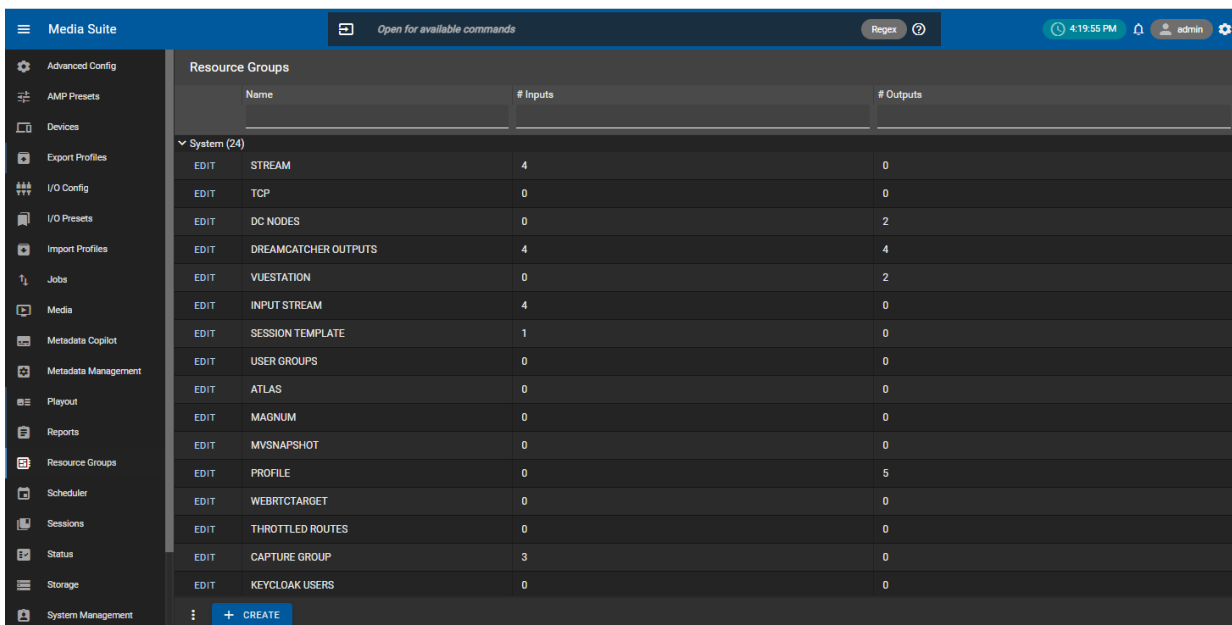 Media Suite
Open for available commands
Regex
4:19:55 PM
admin
Advanced Config
AMP Presets
Devices
Export Profiles
I/O Config
I/O Presets
Import Profiles
Jobs
Media
Metadata Copilot
Metadata Management
Playout
Reports
Resource Groups
Scheduler
Sessions
Status
Storage
System Management
Resource Groups
Name # Inputs # Outputs
System (24)
EDIT STREAM 4 0
EDIT TCP 0 0
EDIT DC NODES 0 2
EDIT DREAMCATCHER OUTPUTS 4 4
EDIT VUESTATION 0 2
EDIT INPUT STREAM 4 0
EDIT SESSION TEMPLATE 1 0
EDIT USER GROUPS 0 0
EDIT ATLAS 0 0
EDIT MAGNUM 0 0
EDIT MVSNAPSHOT 0 0
EDIT PROFILE 0 5
EDIT WEBRTCTARGET 0 0
EDIT THROTTLED ROUTES 0 0
EDIT CAPTURE GROUP 3 0
EDIT KEYCLOAK USERS 0 0
+ CREATE